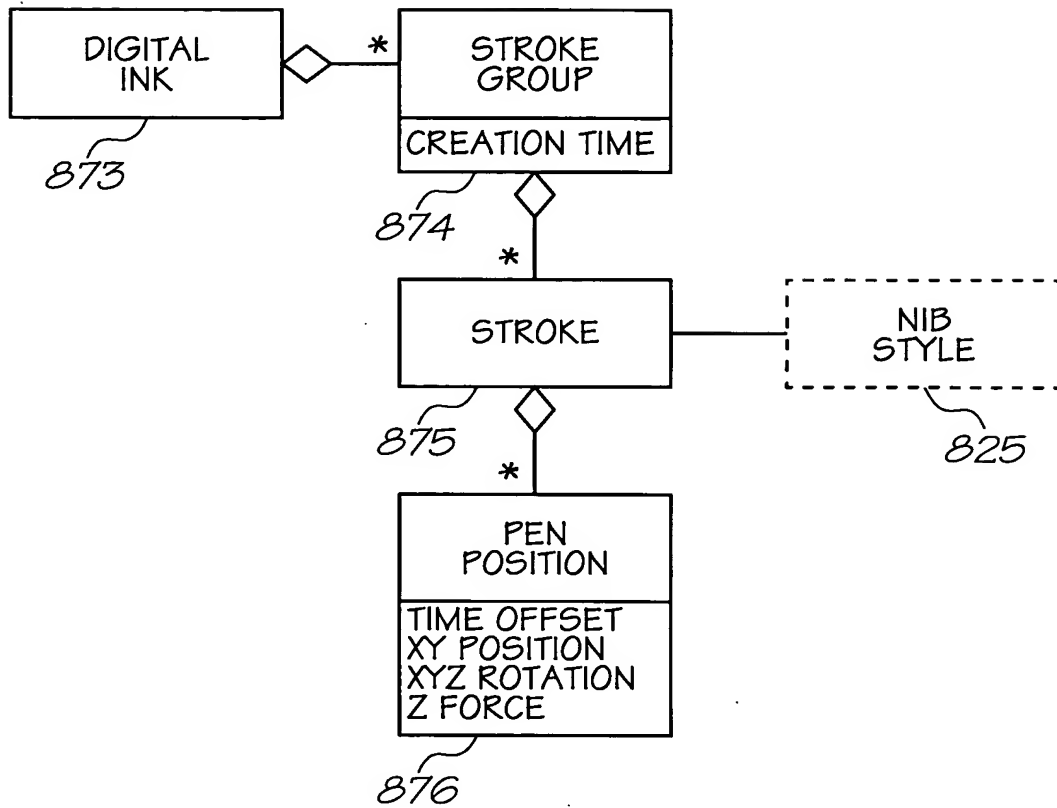 DIGITAL
INK
*
STROKE
GROUP
CREATION TIME
873
874
*
STROKE
NIB
STYLE
875
825
*
PEN
POSITION
TIME OFFSET
XY POSITION
XYZ ROTATION
Z FORCE
876